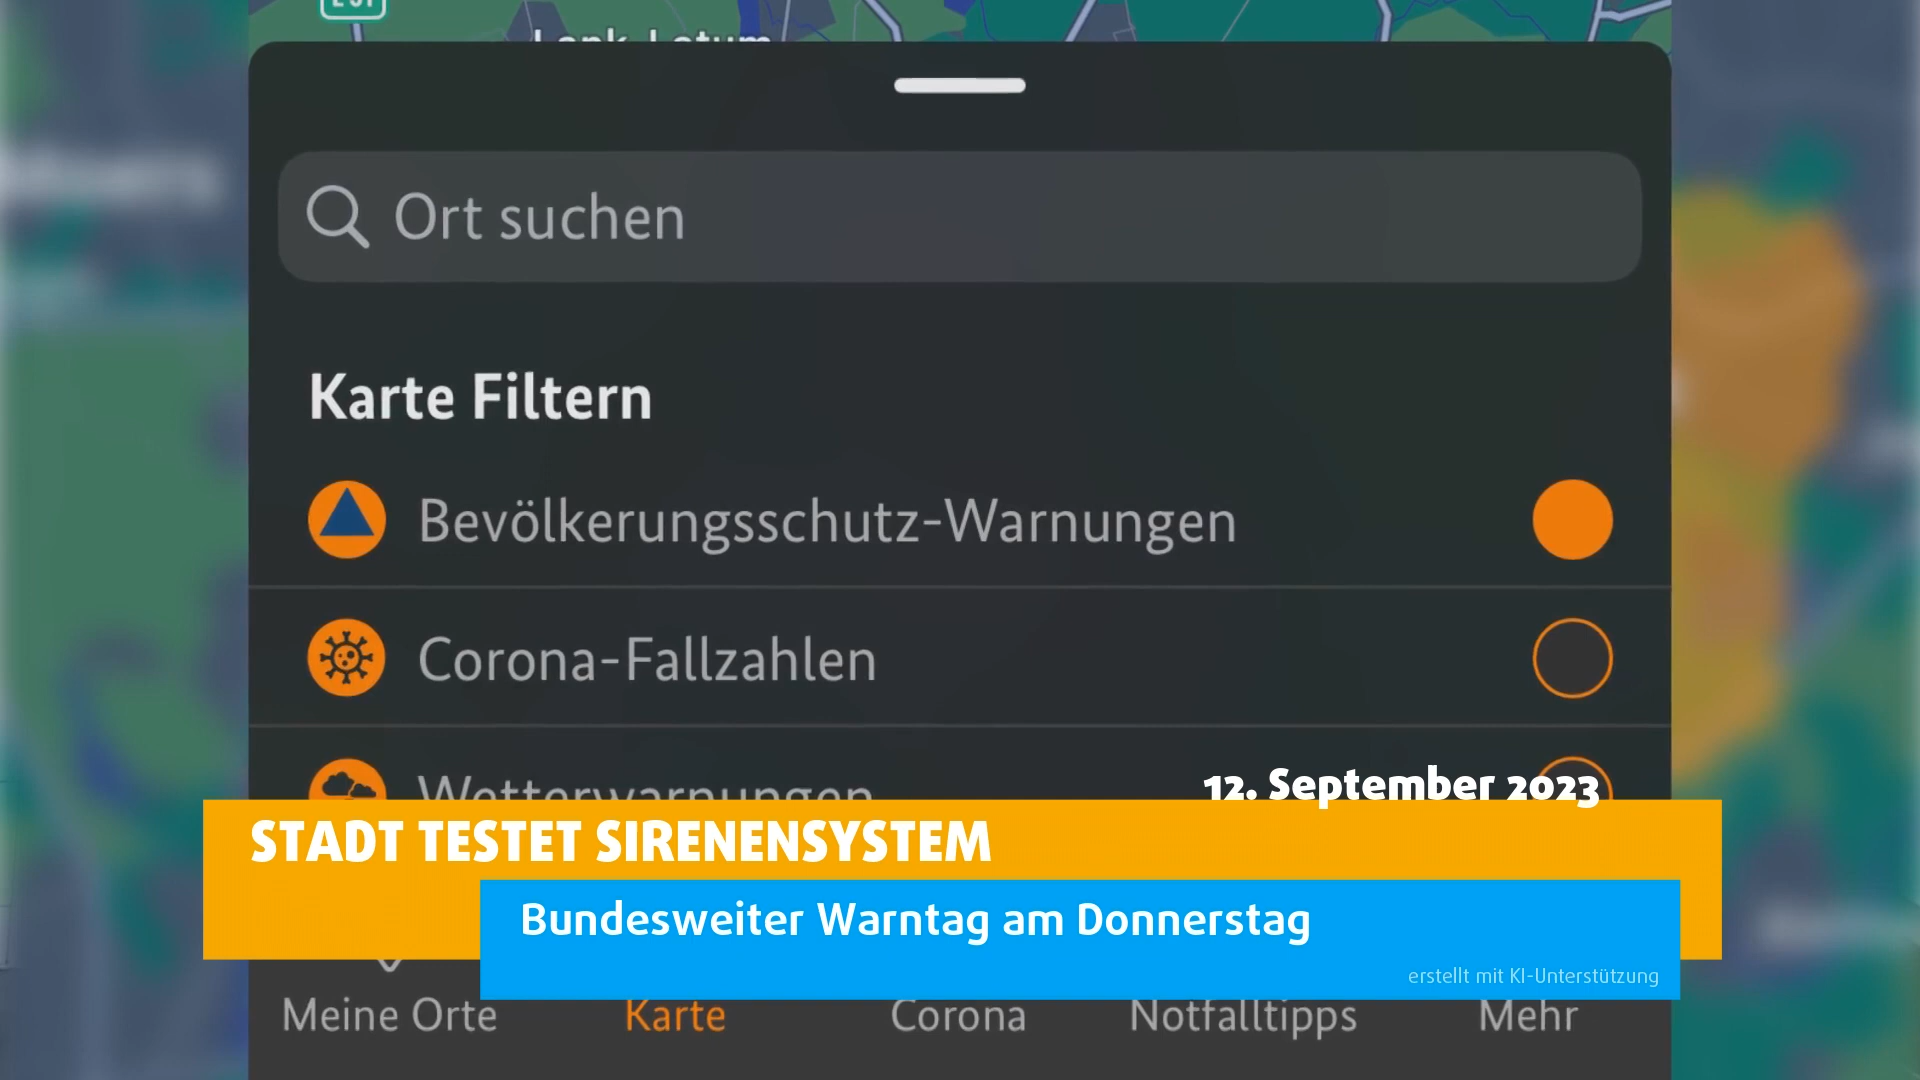 Ort suchen
Karte Filtern
Bevölkerungsschutz-Warnungen
Corona-Fallzahlen
Wetterwarnungen
12. September 2023
STADT TESTET SIRENENSYSTEM
Bundesweiter Warntag am Donnerstag
erstellt mit KI-Unterstützung
Meine Orte
Karte
Corona
Notfalltipps
Mehr